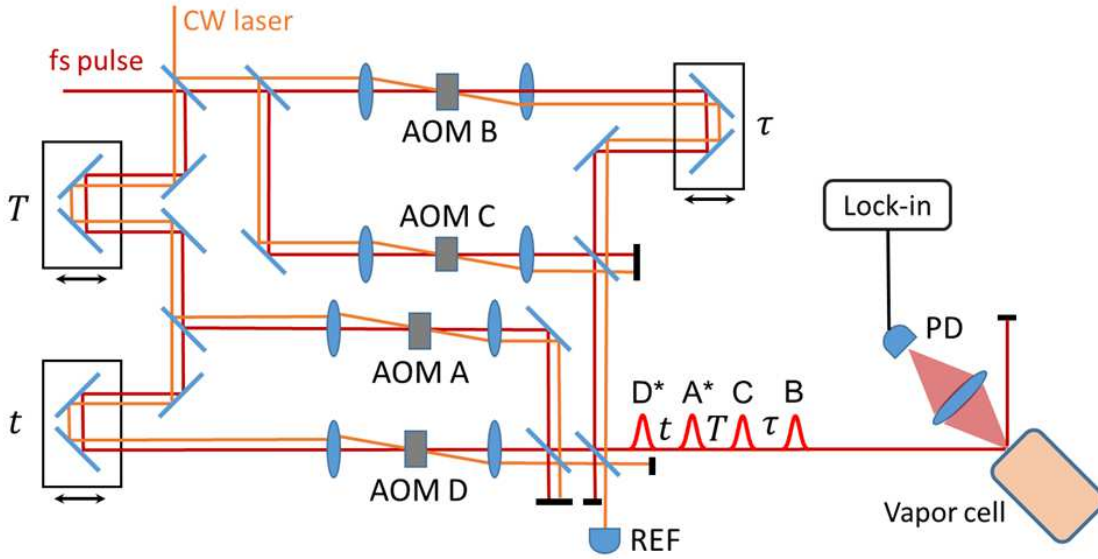 CW laser
fs pulse
AOM B
τ
T
Lock-in
AOM C
PD
AOM A
D* A* C B
t T τ
t
AOM D
Vapor cell
REF